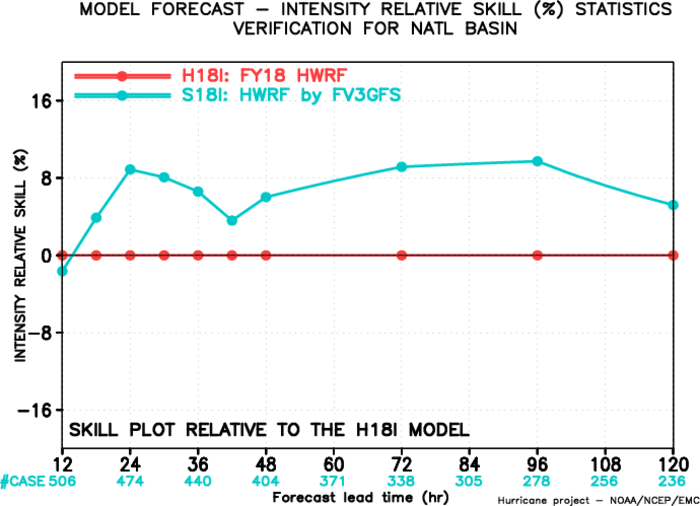 MODEL FORECAST – INTENSITY RELATIVE SKILL (%) STATISTICS
VERIFICATION FOR NATL BASIN
H18I: FY18 HWRF
S18I: HWRF by FV3GFS
INTENSITY RELATIVE SKILL (%)
16
8
0
−8
−16
SKILL PLOT RELATIVE TO THE H18I MODEL
12 24 36 48 60 72 84 96 108 120
#CASE 506 474 440 404 371 338 305 278 256 236
Forecast lead time (hr)
Hurricane project – NOAA/NCEP/EMC